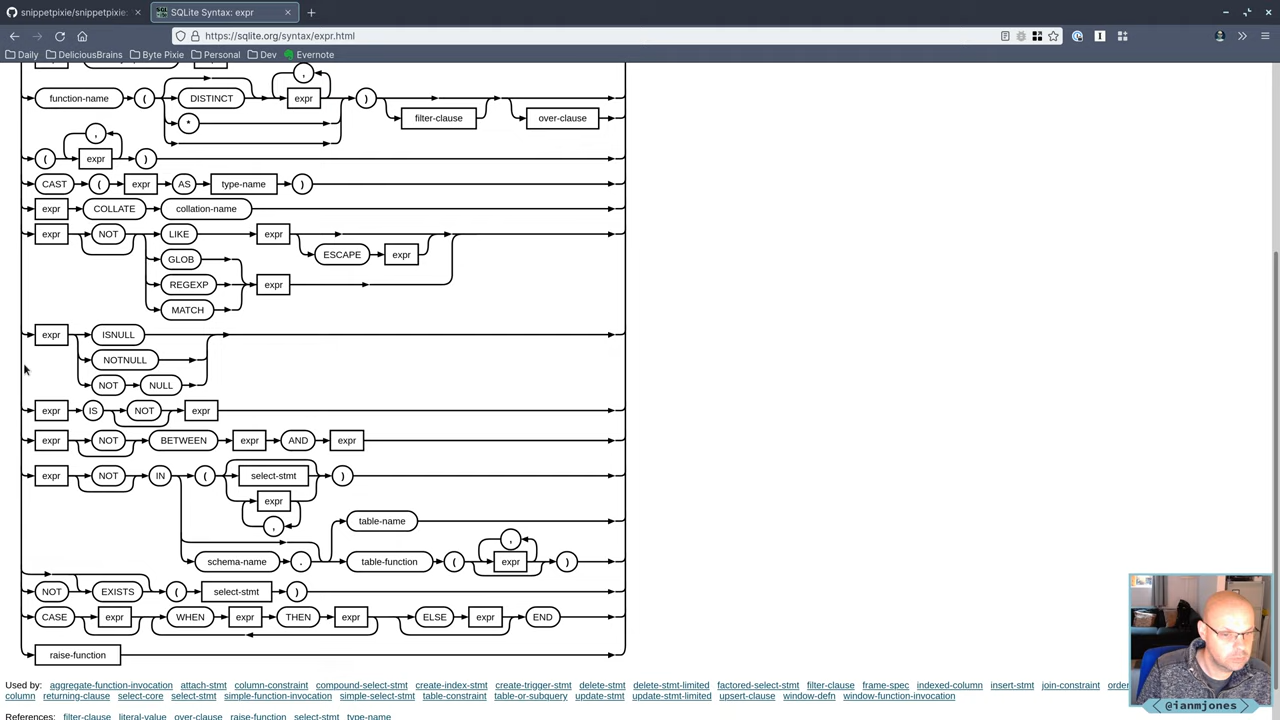 snippetpixie/snippetpixie: × SQLite Syntax: expr × +
https://sqlite.org/syntax/expr.html
Daily DeliciousBrains Byte Pixie Personal Dev Evernote
,
function-name ( DISTINCT expr ) filter-clause over-clause
*
,
( expr )
CAST ( expr AS type-name )
expr COLLATE collation-name
expr NOT LIKE expr ESCAPE expr
GLOB
REGEXP expr
MATCH
expr ISNULL
NOTNULL
NOT NULL
expr IS NOT expr
expr NOT BETWEEN expr AND expr
expr NOT IN ( select-stmt )
expr
,
table-name
,
schema-name . table-function ( expr )
NOT EXISTS ( select-stmt )
CASE expr WHEN expr THEN expr ELSE expr END
raise-function
Used by: aggregate-function-invocation attach-stmt column-constraint compound-select-stmt create-index-stmt create-trigger-stmt delete-stmt delete-stmt-limited factored-select-stmt filter-clause frame-spec indexed-column insert-stmt join-constraint
column returning-clause select-core select-stmt simple-function-invocation simple-select-stmt table-constraint table-or-subquery update-stmt update-stmt-limited upsert-clause window-defn window-function-invocation
References: filter-clause literal-value over-clause raise-function select-stmt type-name
< @ianmjones >